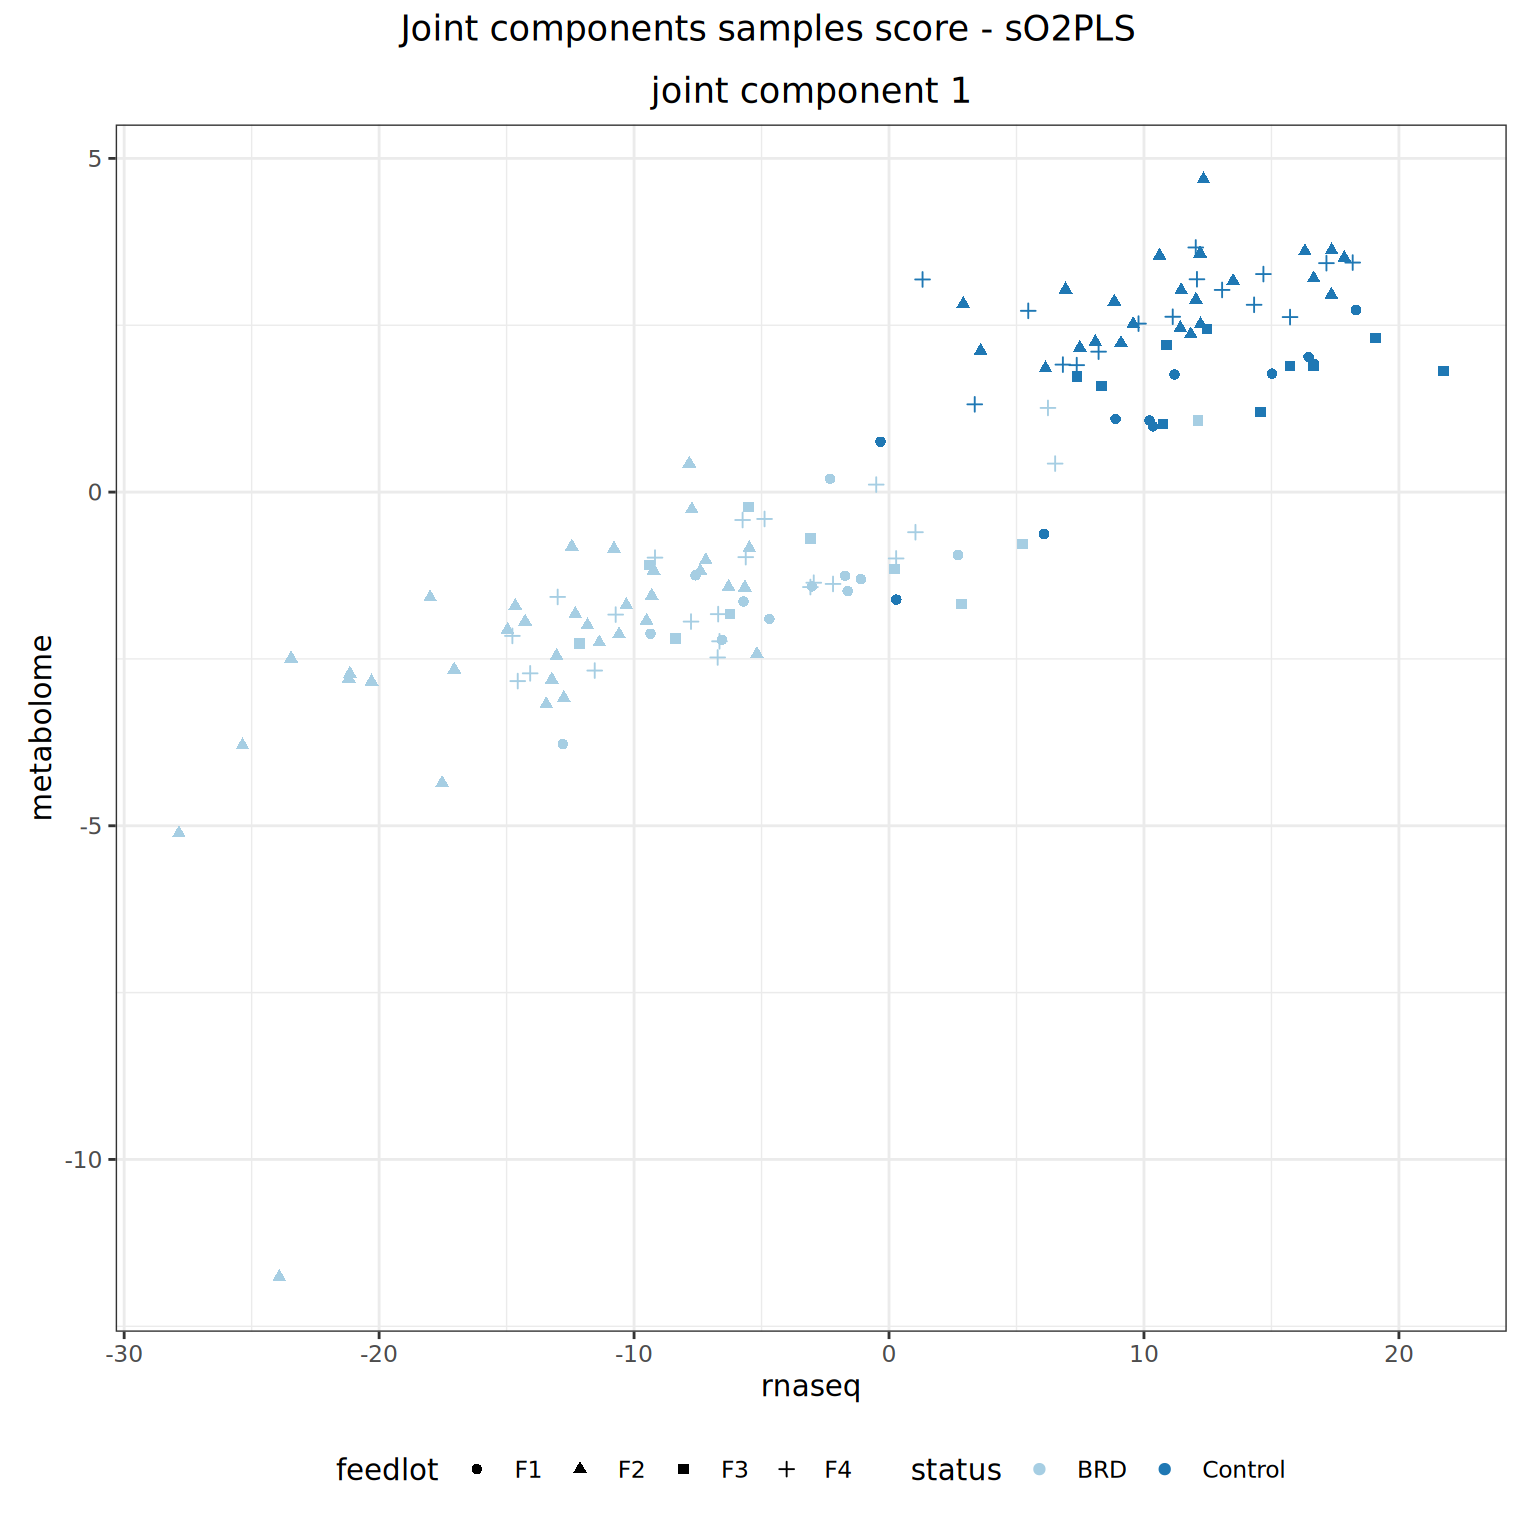 Joint components samples score - sO2PLS
joint component 1
5
0
-5
-10
metabolome
-30 -20 -10 0 10 20
rnaseq
feedlot F1 F2 F3 F4 status BRD Control